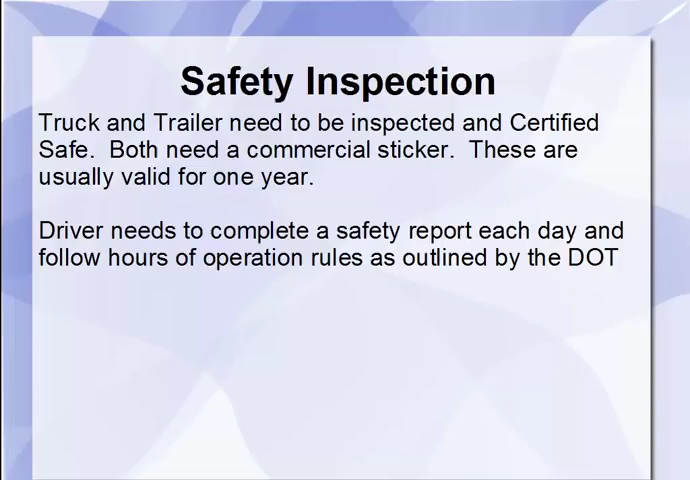 Safety Inspection
Truck and Trailer need to be inspected and Certified
Safe.  Both need a commercial sticker.  These are
usually valid for one year.
Driver needs to complete a safety report each day and
follow hours of operation rules as outlined by the DOT